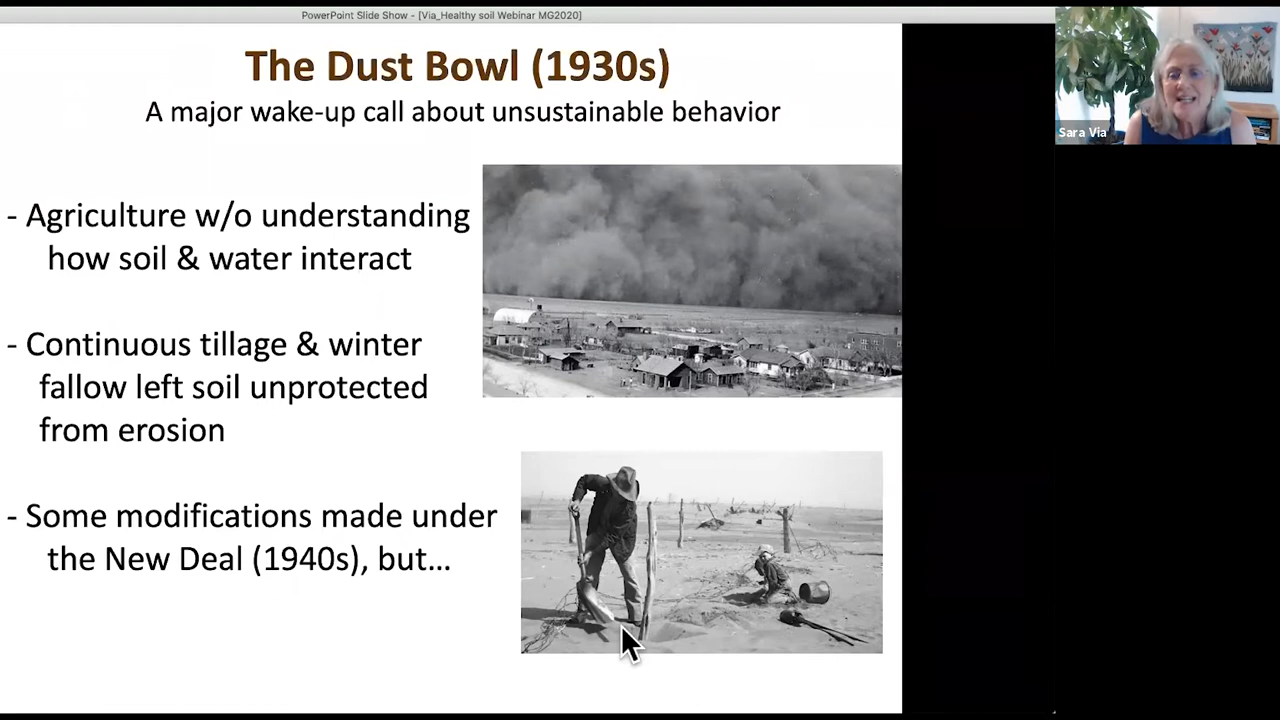 PowerPoint Slide Show - [Via_Healthy soil Webinar MG2020]
The Dust Bowl (1930s)
A major wake-up call about unsustainable behavior
- Agriculture w/o understanding
how soil & water interact
- Continuous tillage & winter
fallow left soil unprotected
from erosion
- Some modifications made under
the New Deal (1940s), but...
Sara Via